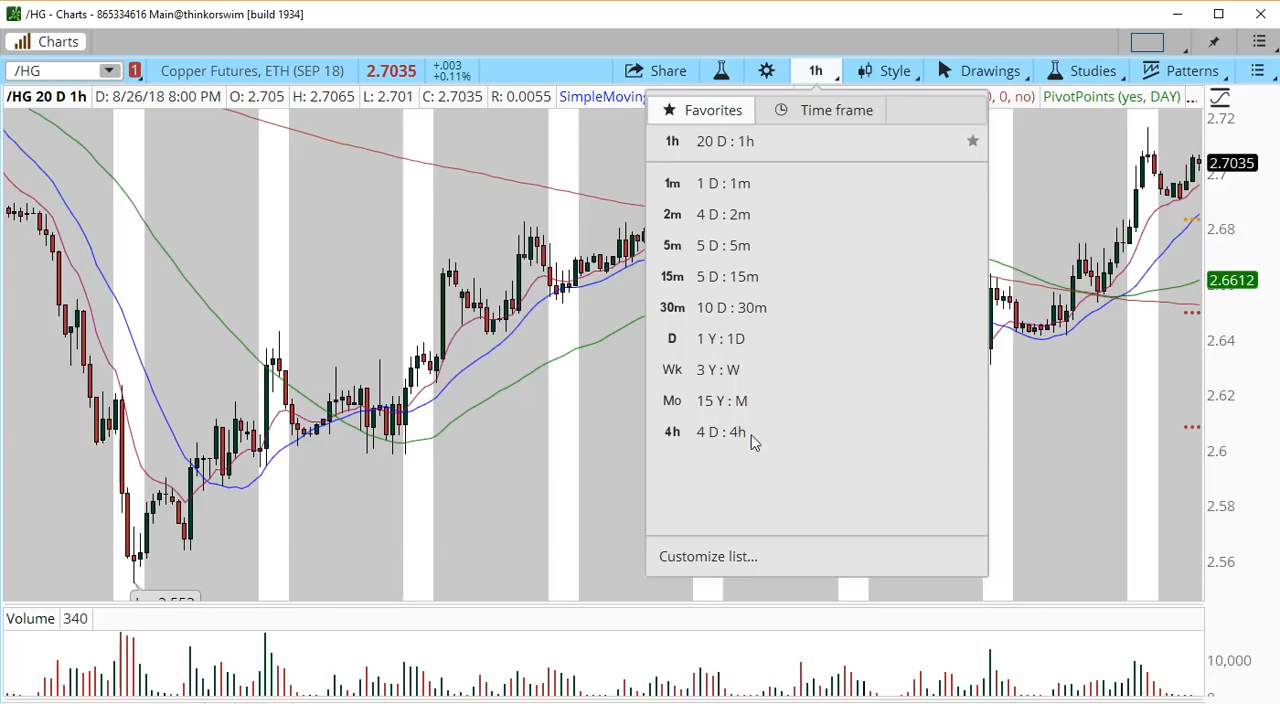 /HG - Charts - 865334616 Main@thinkorswim [build 1934]
Charts
/HG 1 Copper Futures, ETH (SEP 18) 2.7035 +.003 +0.11% Share 1h Style Drawings Studies Patterns
/HG 20 D 1h D: 8/26/18 8:00 PM O: 2.705 H: 2.7065 L: 2.701 C: 2.7035 R: 0.0055 SimpleMoving 0, 0, no) PivotPoints (yes, DAY) ...
Favorites Time frame
1h 20 D : 1h
1m 1 D : 1m
2m 4 D : 2m
5m 5 D : 5m
15m 5 D : 15m
30m 10 D : 30m
D 1 Y : 1D
Wk 3 Y : W
Mo 15 Y : M
4h 4 D : 4h
Customize list...
2.72
2.7035
2.68
2.6612
2.64
2.62
2.6
2.58
2.56
Volume 340
10,000